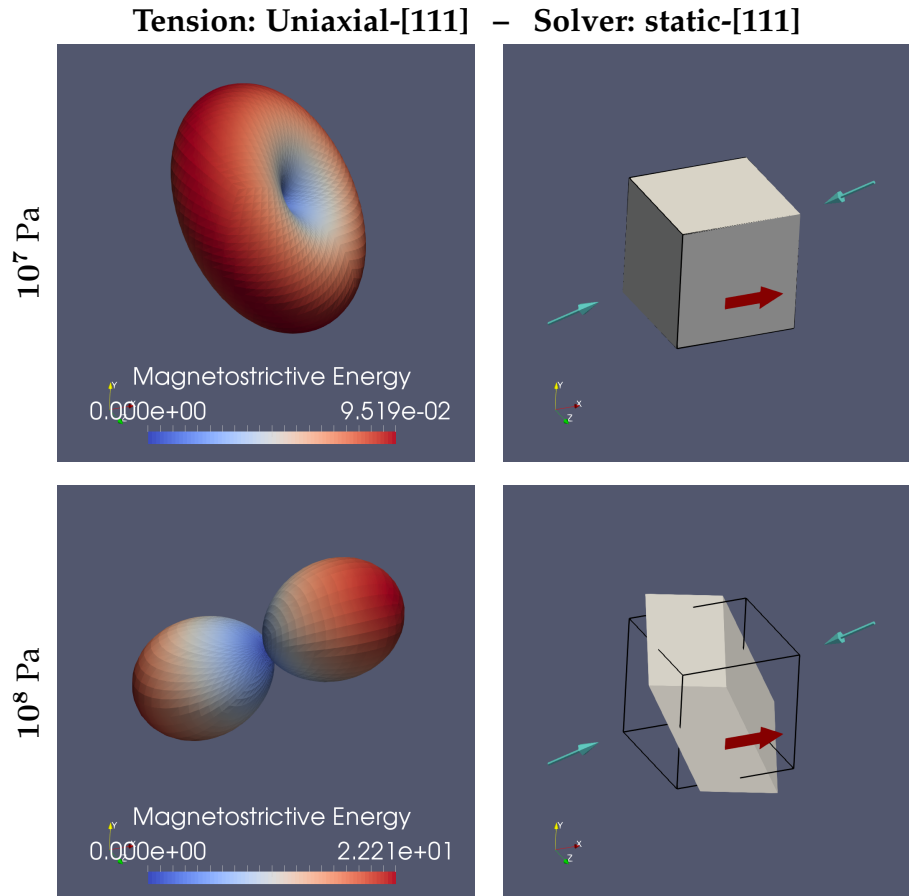 Tension: Uniaxial-[111] – Solver: static-[111]
10⁷ Pa
Magnetostrictive Energy
0.000e+00 9.519e-02
Y
X
Z
Y
X
Z
10⁸ Pa
Magnetostrictive Energy
0.000e+00 2.221e+01
Y
X
Z
Y
X
Z